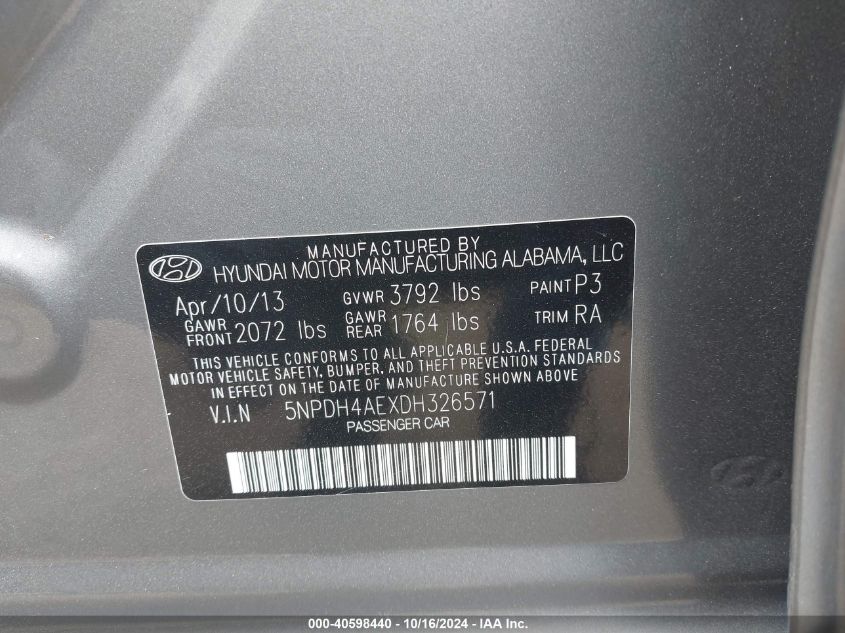 MANUFACTURED BY
HYUNDAI MOTOR MANUFACTURING ALABAMA, LLC
Apr/10/13 GVWR 3792 lbs PAINT P3
GAWR FRONT 2072 lbs GAWR REAR 1764 lbs TRIM RA
THIS VEHICLE CONFORMS TO ALL APPLICABLE U.S.A. FEDERAL
MOTOR VEHICLE SAFETY, BUMPER, AND THEFT PREVENTION STANDARDS
IN EFFECT ON THE DATE OF MANUFACTURE SHOWN ABOVE
V.I.N 5NPDH4AEXDH326571
PASSENGER CAR
000-40598440 - 10/16/2024 - IAA Inc.